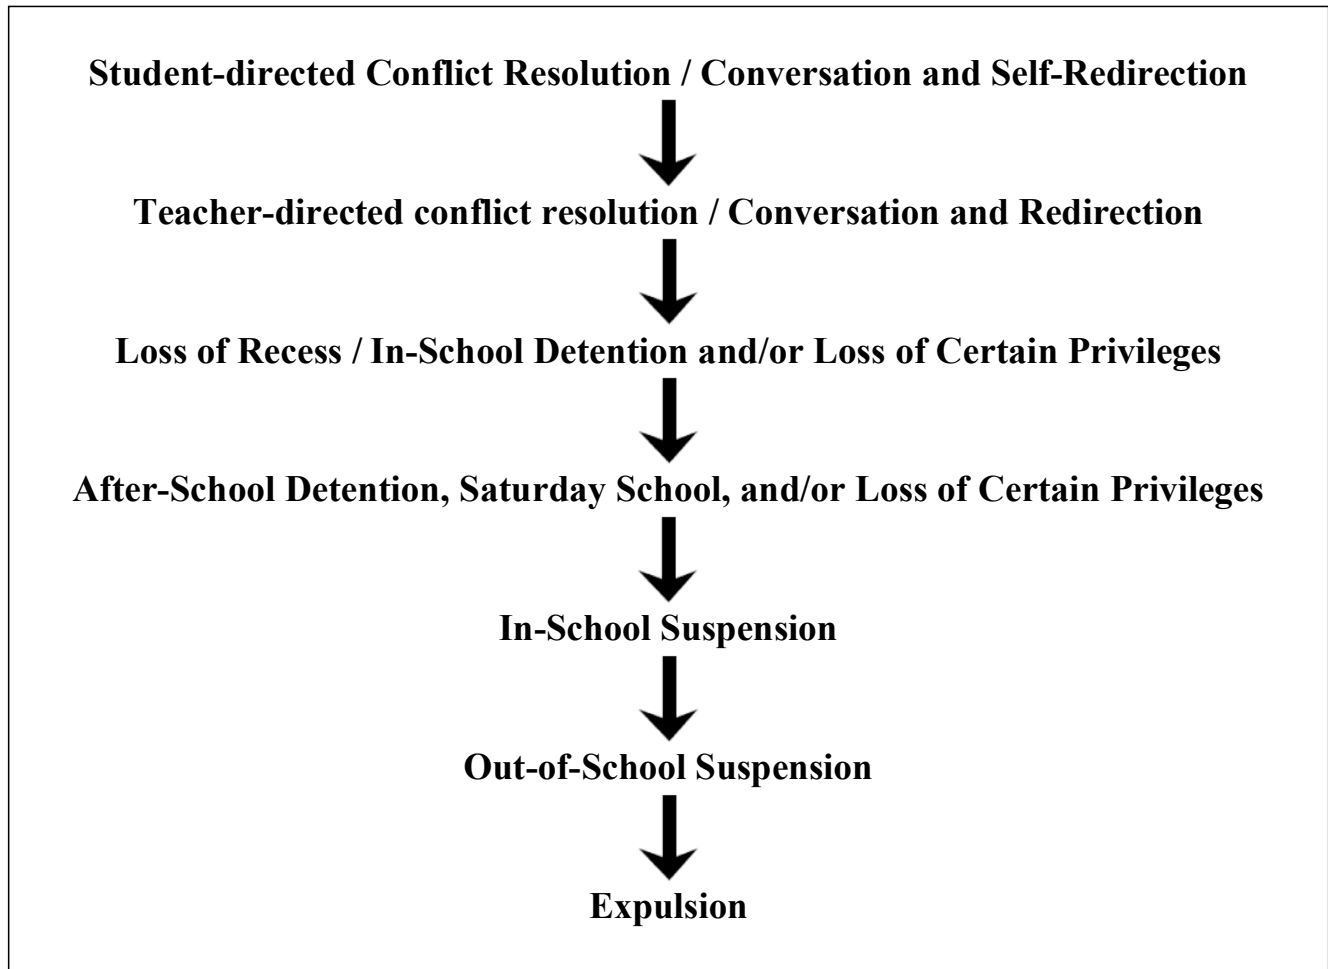 Student-directed Conflict Resolution / Conversation and Self-Redirection
Teacher-directed conflict resolution / Conversation and Redirection
Loss of Recess / In-School Detention and/or Loss of Certain Privileges
After-School Detention, Saturday School, and/or Loss of Certain Privileges
In-School Suspension
Out-of-School Suspension
Expulsion